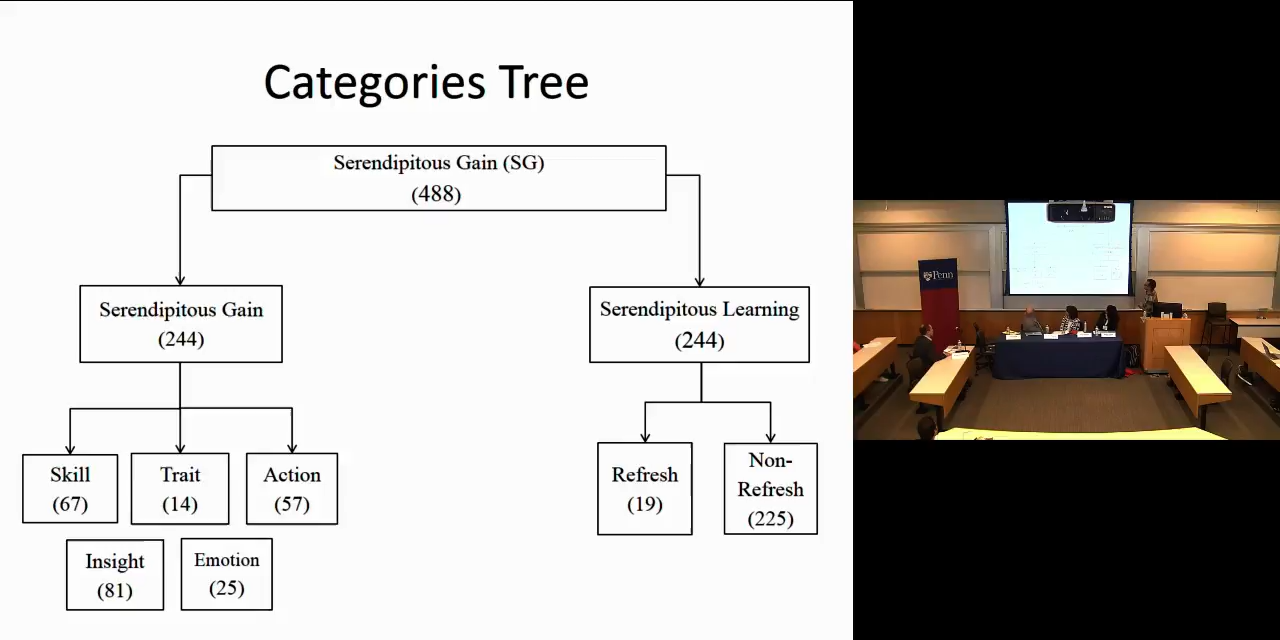 Categories Tree
Serendipitous Gain (SG)
(488)
Serendipitous Gain
(244)
Serendipitous Learning
(244)
Skill
(67)
Trait
(14)
Action
(57)
Refresh
(19)
Non-
Refresh
(225)
Insight
(81)
Emotion
(25)
Penn